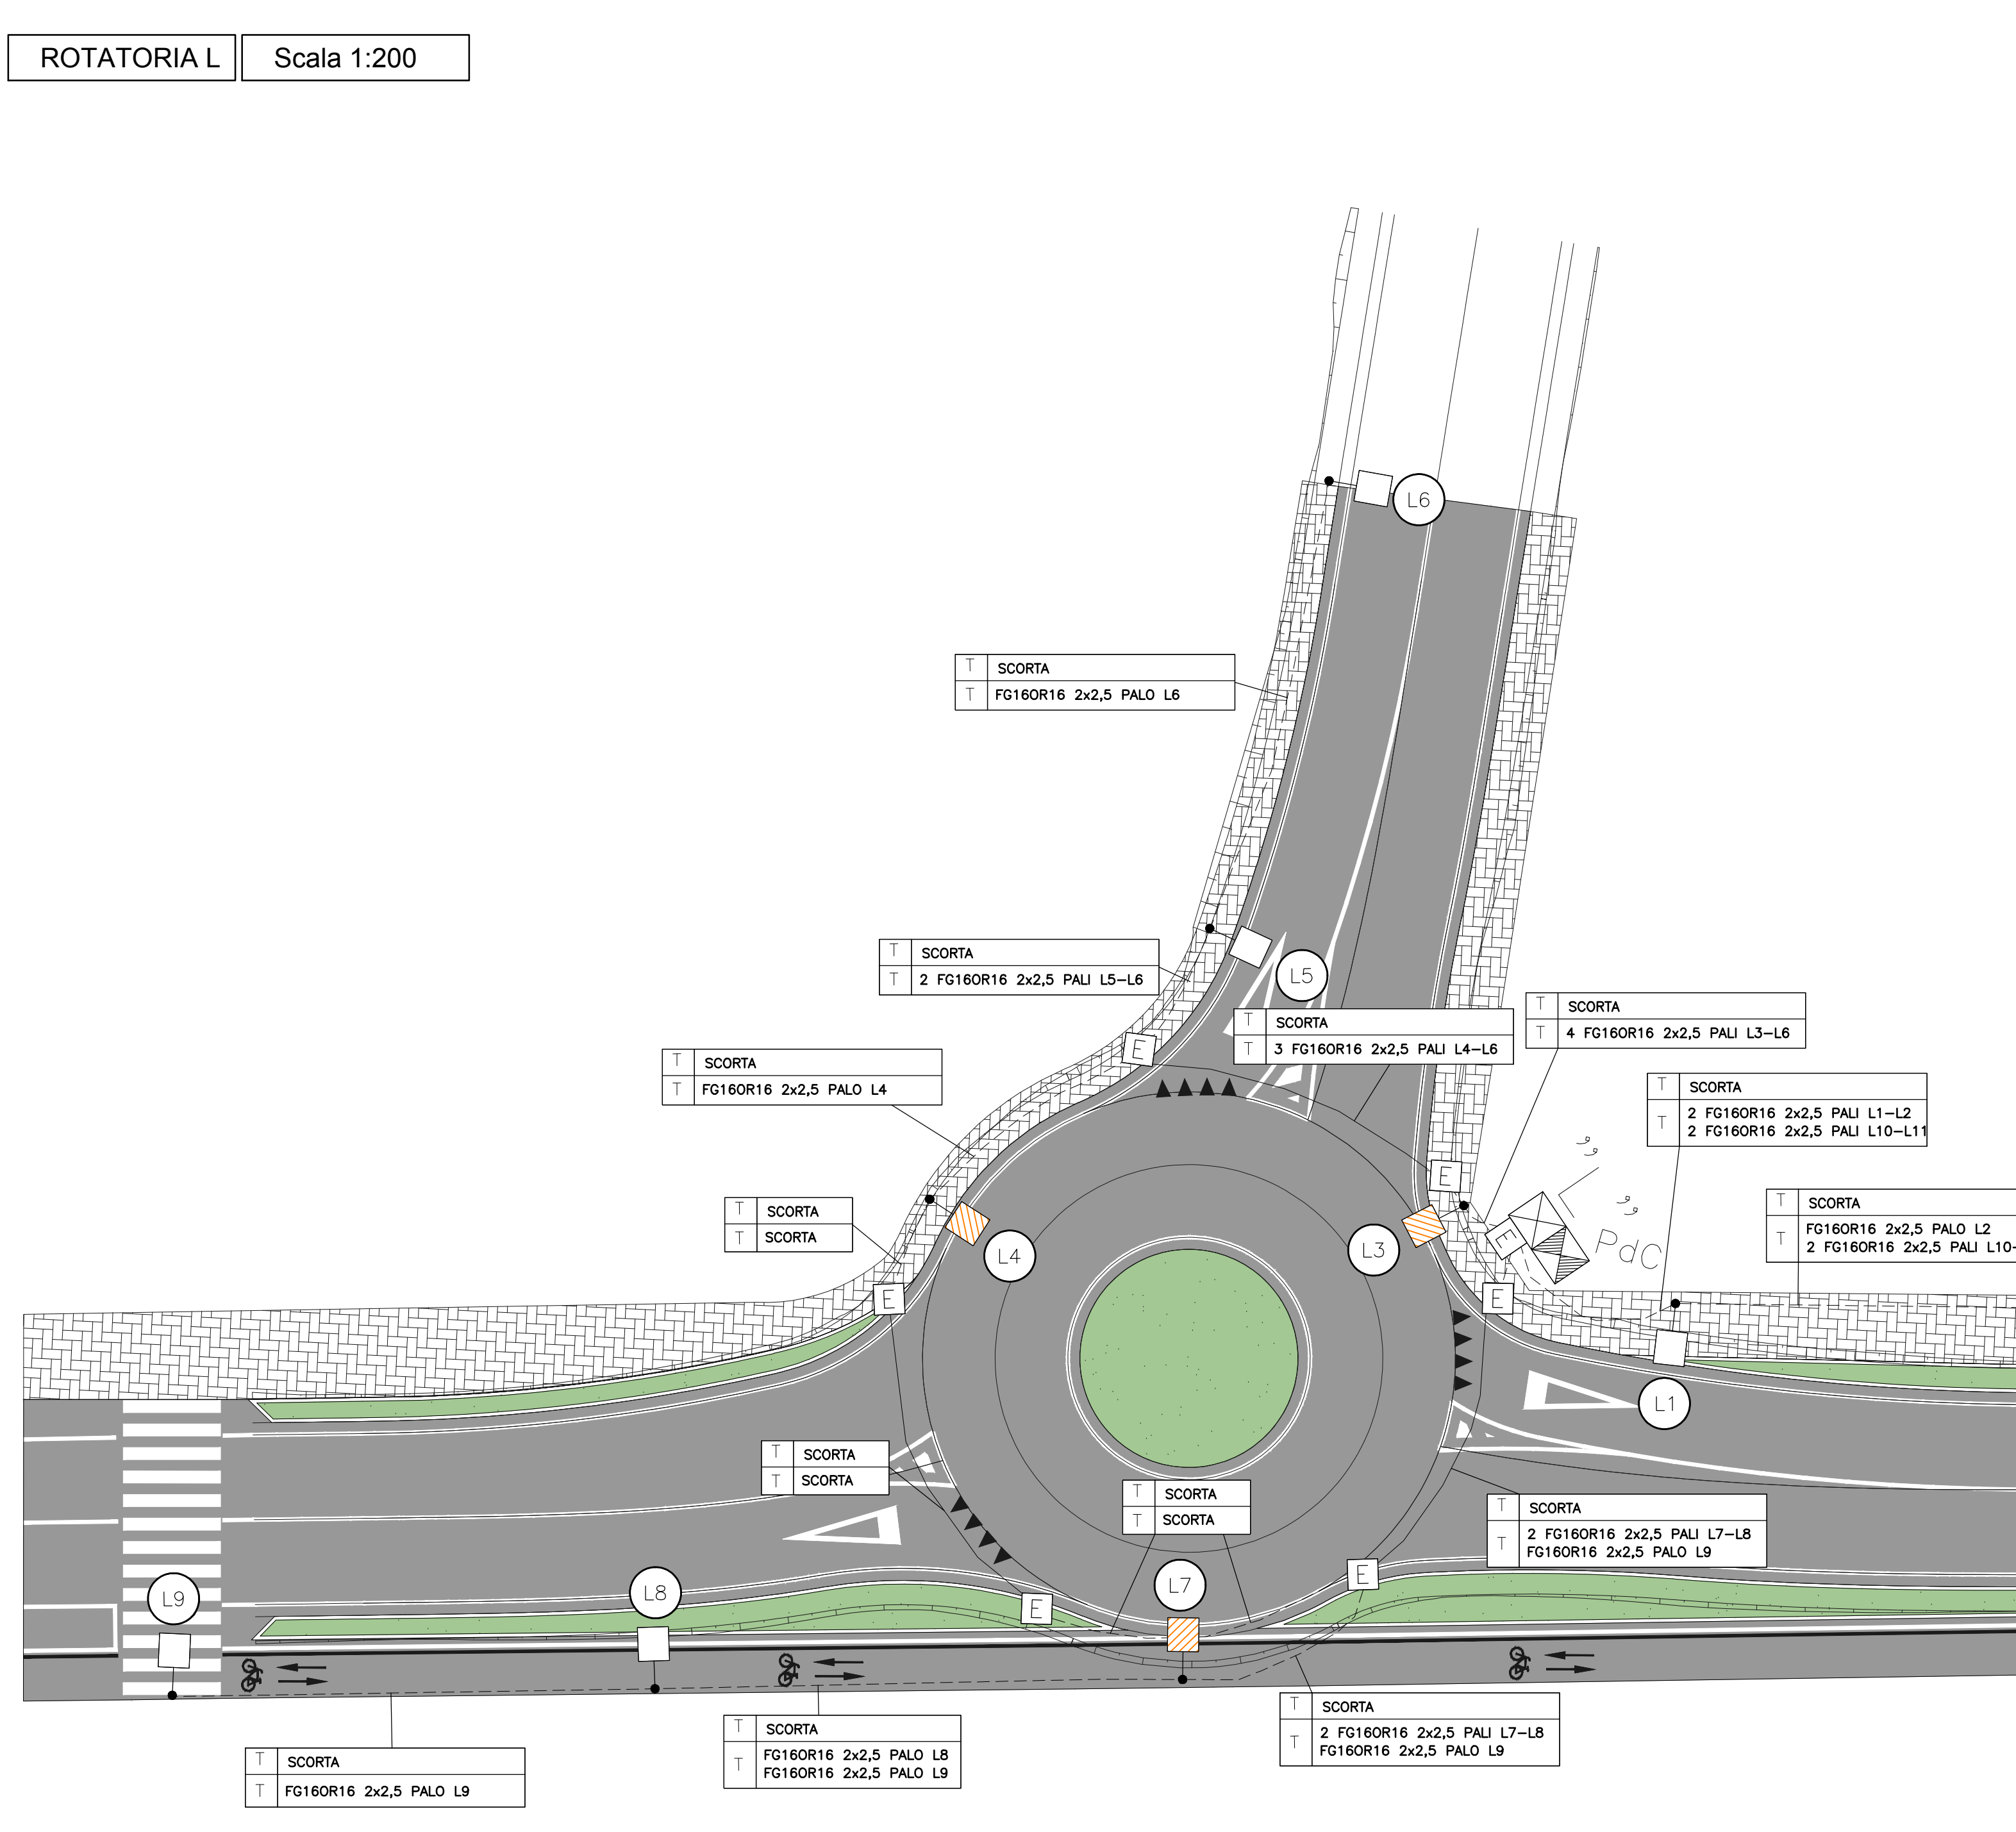 ROTATORIA L
Scala 1:200
L6
T SCORTA
T FG16OR16 2x2,5 PALO L6
T SCORTA
T 2 FG16OR16 2x2,5 PALI L5-L6
L5
T SCORTA
T 3 FG16OR16 2x2,5 PALI L4-L6
T SCORTA
T 4 FG16OR16 2x2,5 PALI L3-L6
E
T SCORTA
T FG16OR16 2x2,5 PALO L4
T SCORTA
T 2 FG16OR16 2x2,5 PALI L1-L2
2 FG16OR16 2x2,5 PALI L10-L11
E
T SCORTA
T SCORTA
T SCORTA
T FG16OR16 2x2,5 PALO L2
2 FG16OR16 2x2,5 PALI L10-
L4
L3
E
PdC
E
E
L1
T SCORTA
T SCORTA
T SCORTA
T SCORTA
T SCORTA
T 2 FG16OR16 2x2,5 PALI L7-L8
FG16OR16 2x2,5 PALO L9
L9
L8
L7
E
E
T SCORTA
T 2 FG16OR16 2x2,5 PALI L7-L8
FG16OR16 2x2,5 PALO L9
T SCORTA
T FG16OR16 2x2,5 PALO L8
FG16OR16 2x2,5 PALO L9
T SCORTA
T FG16OR16 2x2,5 PALO L9